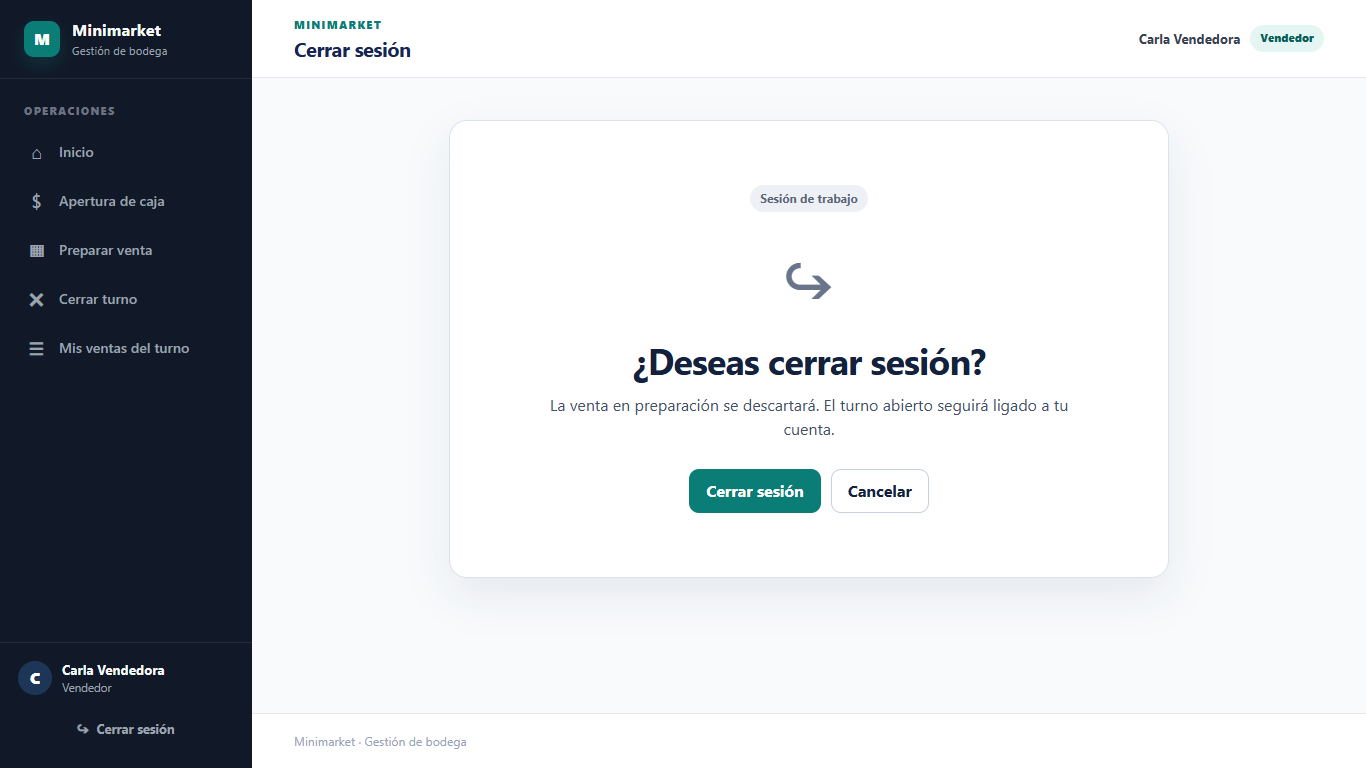 M
Minimarket
Gestión de bodega
OPERACIONES
⌂ Inicio
$ Apertura de caja
▦ Preparar venta
✕ Cerrar turno
☰ Mis ventas del turno
C
Carla Vendedora
Vendedor
↪ Cerrar sesión
MINIMARKET
Cerrar sesión
Carla Vendedora
Vendedor
Sesión de trabajo
↪
¿Deseas cerrar sesión?
La venta en preparación se descartará. El turno abierto seguirá ligado a tu
cuenta.
Cerrar sesión
Cancelar
Minimarket · Gestión de bodega